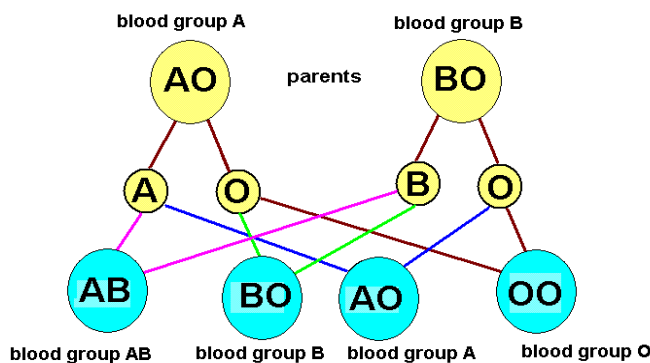 blood group A
blood group B
AO
parents
BO
A
O
B
O
AB
BO
AO
OO
blood group AB
blood group B
blood group A
blood group O